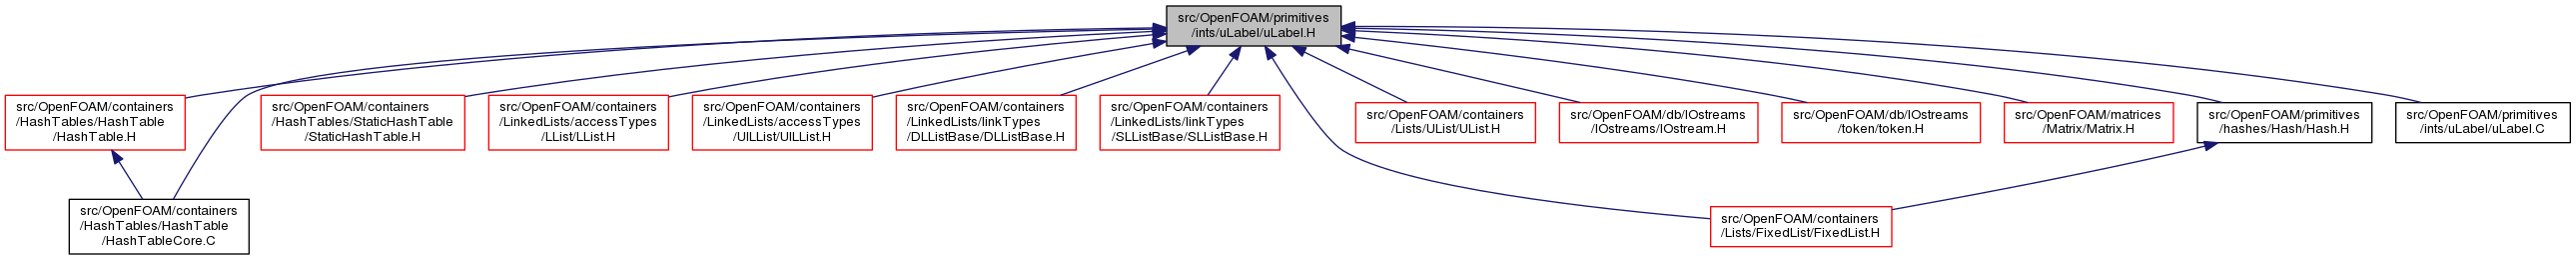 src/OpenFOAM/primitives
/ints/uLabel/uLabel.H
src/OpenFOAM/containers
/HashTables/HashTable
/HashTable.H
src/OpenFOAM/containers
/HashTables/StaticHashTable
/StaticHashTable.H
src/OpenFOAM/containers
/LinkedLists/accessTypes
/LList/LList.H
src/OpenFOAM/containers
/LinkedLists/accessTypes
/UILList/UILList.H
src/OpenFOAM/containers
/LinkedLists/linkTypes
/DLListBase/DLListBase.H
src/OpenFOAM/containers
/LinkedLists/linkTypes
/SLListBase/SLListBase.H
src/OpenFOAM/containers
/Lists/UList/UList.H
src/OpenFOAM/db/IOstreams
/IOstreams/IOstream.H
src/OpenFOAM/db/IOstreams
/token/token.H
src/OpenFOAM/matrices
/Matrix/Matrix.H
src/OpenFOAM/primitives
/hashes/Hash/Hash.H
src/OpenFOAM/primitives
/ints/uLabel/uLabel.C
src/OpenFOAM/containers
/HashTables/HashTable
/HashTableCore.C
src/OpenFOAM/containers
/Lists/FixedList/FixedList.H